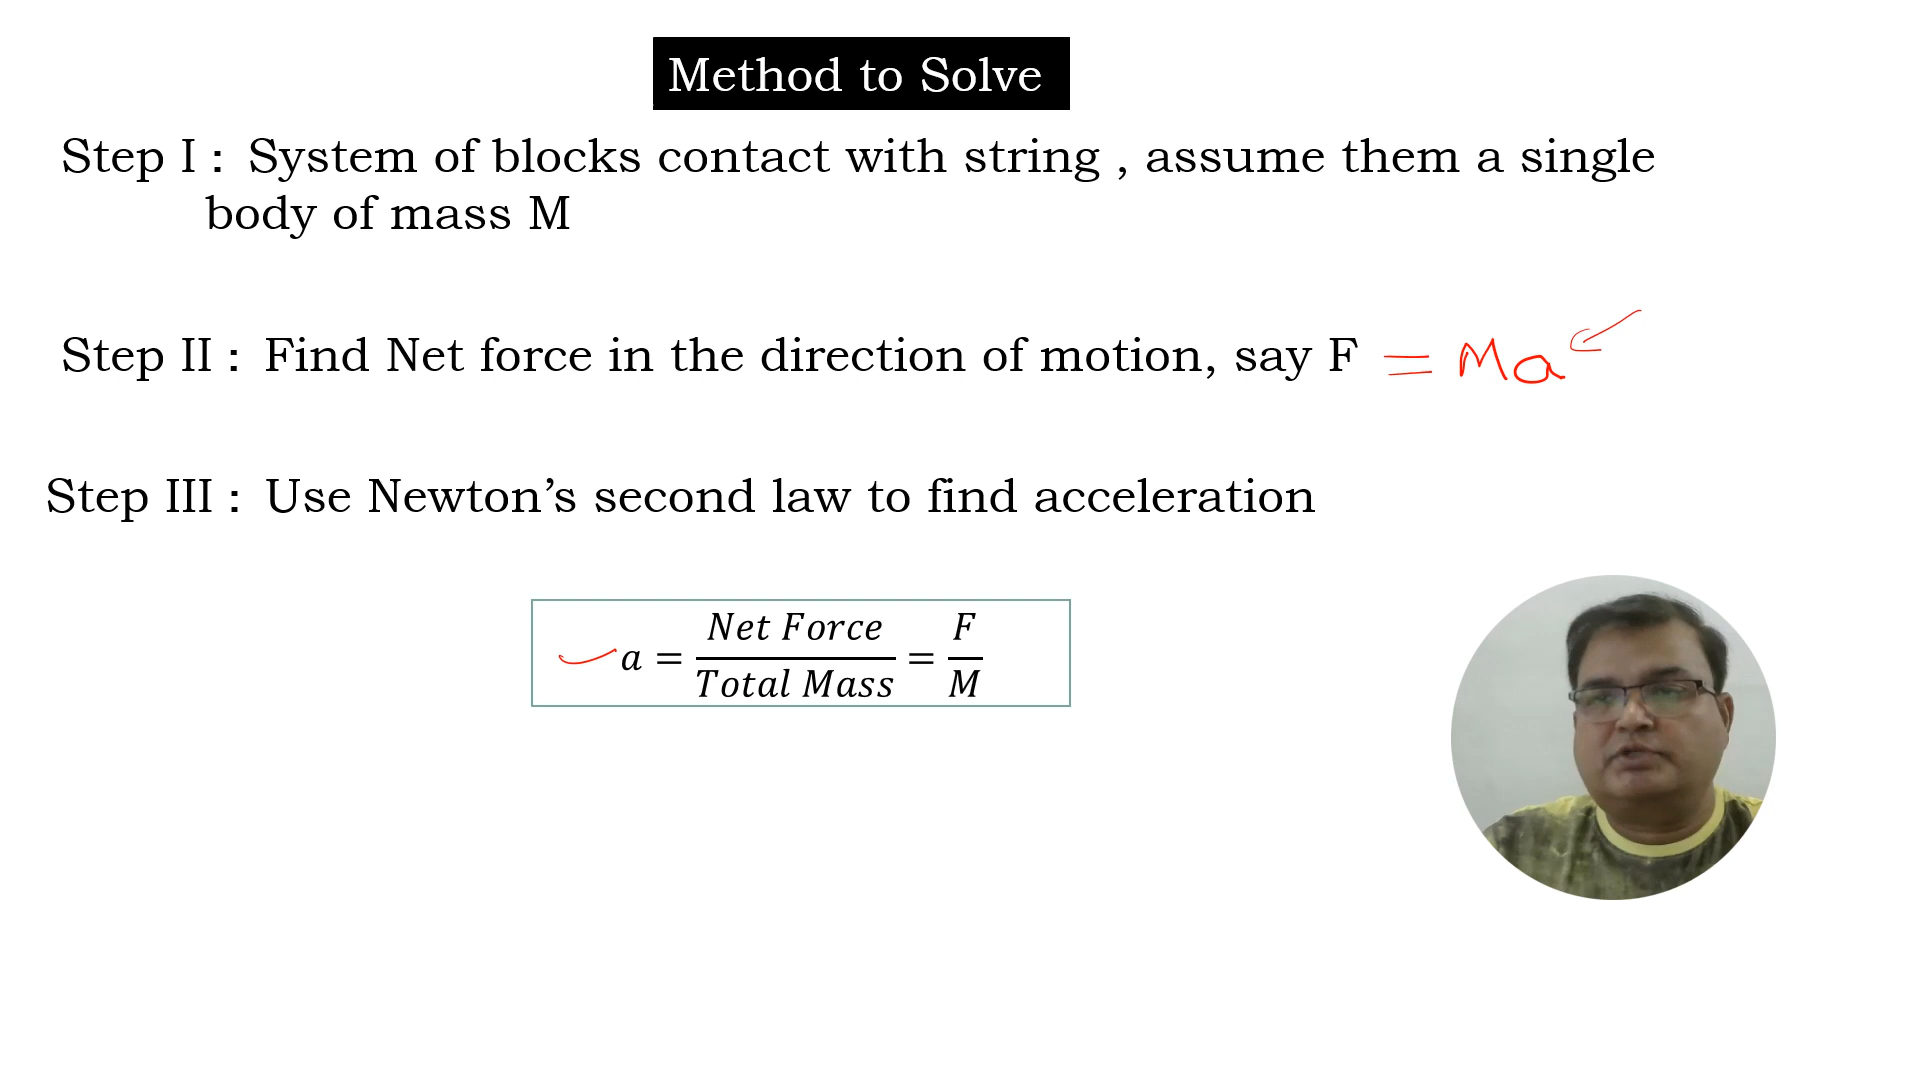 Method to Solve
Step I : System of blocks contact with string , assume them a single
body of mass M
Step II : Find Net force in the direction of motion, say F = Ma
Step III : Use Newton’s second law to find acceleration
a = Net Force / Total Mass = F / M